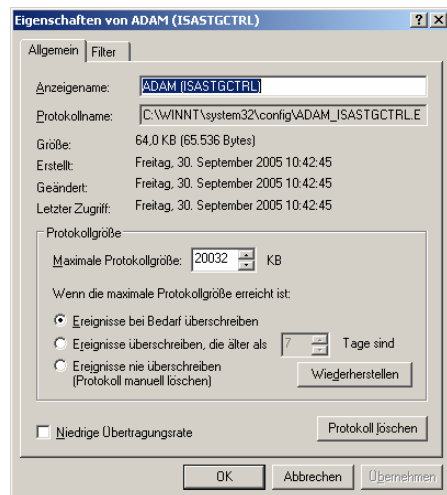 Eigenschaften von ADAM (ISASTGCTRL)
Allgemein Filter
Anzeigename: ADAM (ISASTGCTRL)
Protokollname: C:\WINNT\system32\config\ADAM_ISASTGCTRL.E
Größe: 64,0 KB (65.536 Bytes)
Erstellt: Freitag, 30. September 2005 10:42:45
Geändert: Freitag, 30. September 2005 10:42:45
Letzter Zugriff: Freitag, 30. September 2005 10:42:45
Protokollgröße
Maximale Protokollgröße: 20032 KB
Wenn die maximale Protokollgröße erreicht ist:
Ereignisse bei Bedarf überschreiben
Ereignisse überschreiben, die älter als 7 Tage sind
Ereignisse nie überschreiben
(Protokoll manuell löschen)
Wiederherstellen
Niedrige Übertragungsrate
Protokoll löschen
OK Abbrechen Übernehmen